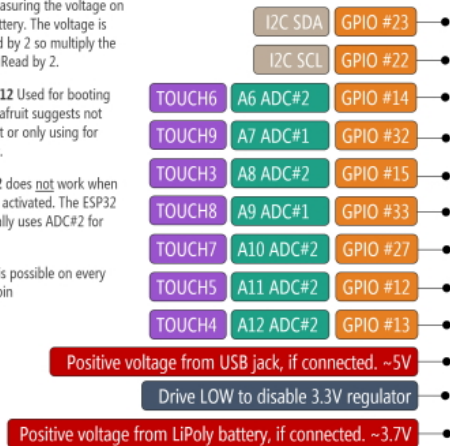 asuring the voltage on
ttery. The voltage is
d by 2 so multiply the
Read by 2.
12 Used for booting
afruit suggests not
t or only using for
.
2 does not work when
activated. The ESP32
lly uses ADC#2 for
is possible on every
pin
I2C SDA GPIO #23
I2C SCL GPIO #22
TOUCH6 A6 ADC#2 GPIO #14
TOUCH9 A7 ADC#1 GPIO #32
TOUCH3 A8 ADC#2 GPIO #15
TOUCH8 A9 ADC#1 GPIO #33
TOUCH7 A10 ADC#2 GPIO #27
TOUCH5 A11 ADC#2 GPIO #12
TOUCH4 A12 ADC#2 GPIO #13
Positive voltage from USB jack, if connected. ~5V
Drive LOW to disable 3.3V regulator
Positive voltage from LiPoly battery, if connected. ~3.7V